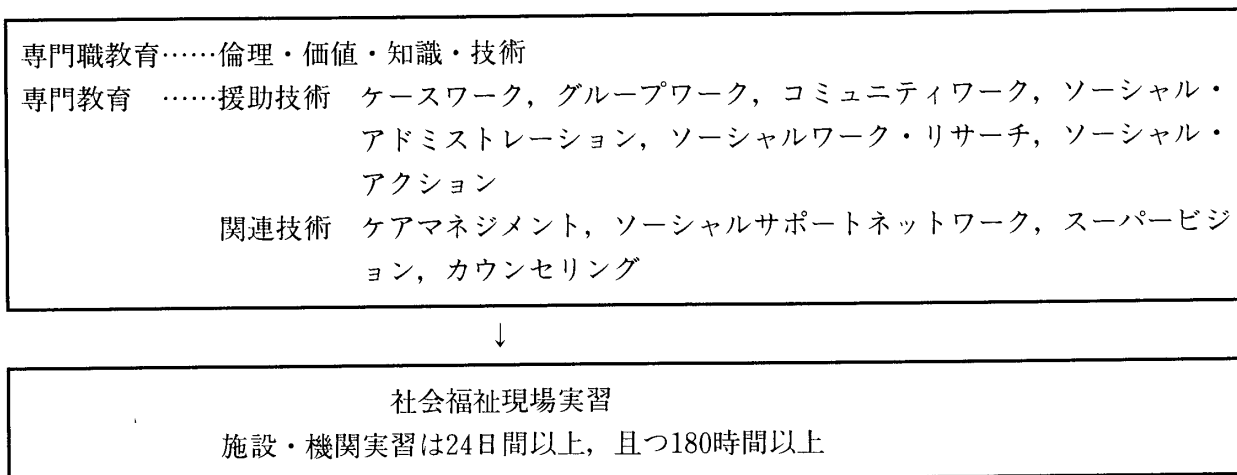 専門職教育……倫理・価値・知識・技術
専門教育　……援助技術　ケースワーク，グループワーク，コミュニティワーク，ソーシャル・
アドミストレーション，ソーシャルワーク・リサーチ，ソーシャル・
アクション
関連技術　ケアマネジメント，ソーシャルサポートネットワーク，スーパービジ
ョン，カウンセリング
↓
社会福祉現場実習
施設・機関実習は24日間以上，且つ180時間以上